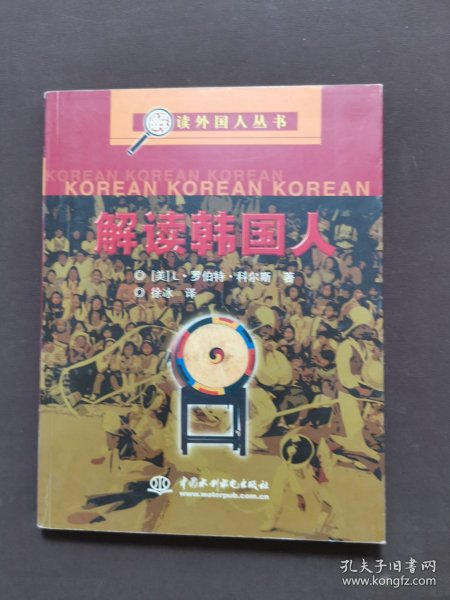 解读外国人丛书
KOREAN KOREAN KOREAN
KOREAN KOREAN KOREAN
解读韩国人
[美]L·罗伯特·科尔斯 著
徐冰 译
中国水利水电出版社
www.waterpub.com.cn
孔夫子旧书网
www.kongfz.com